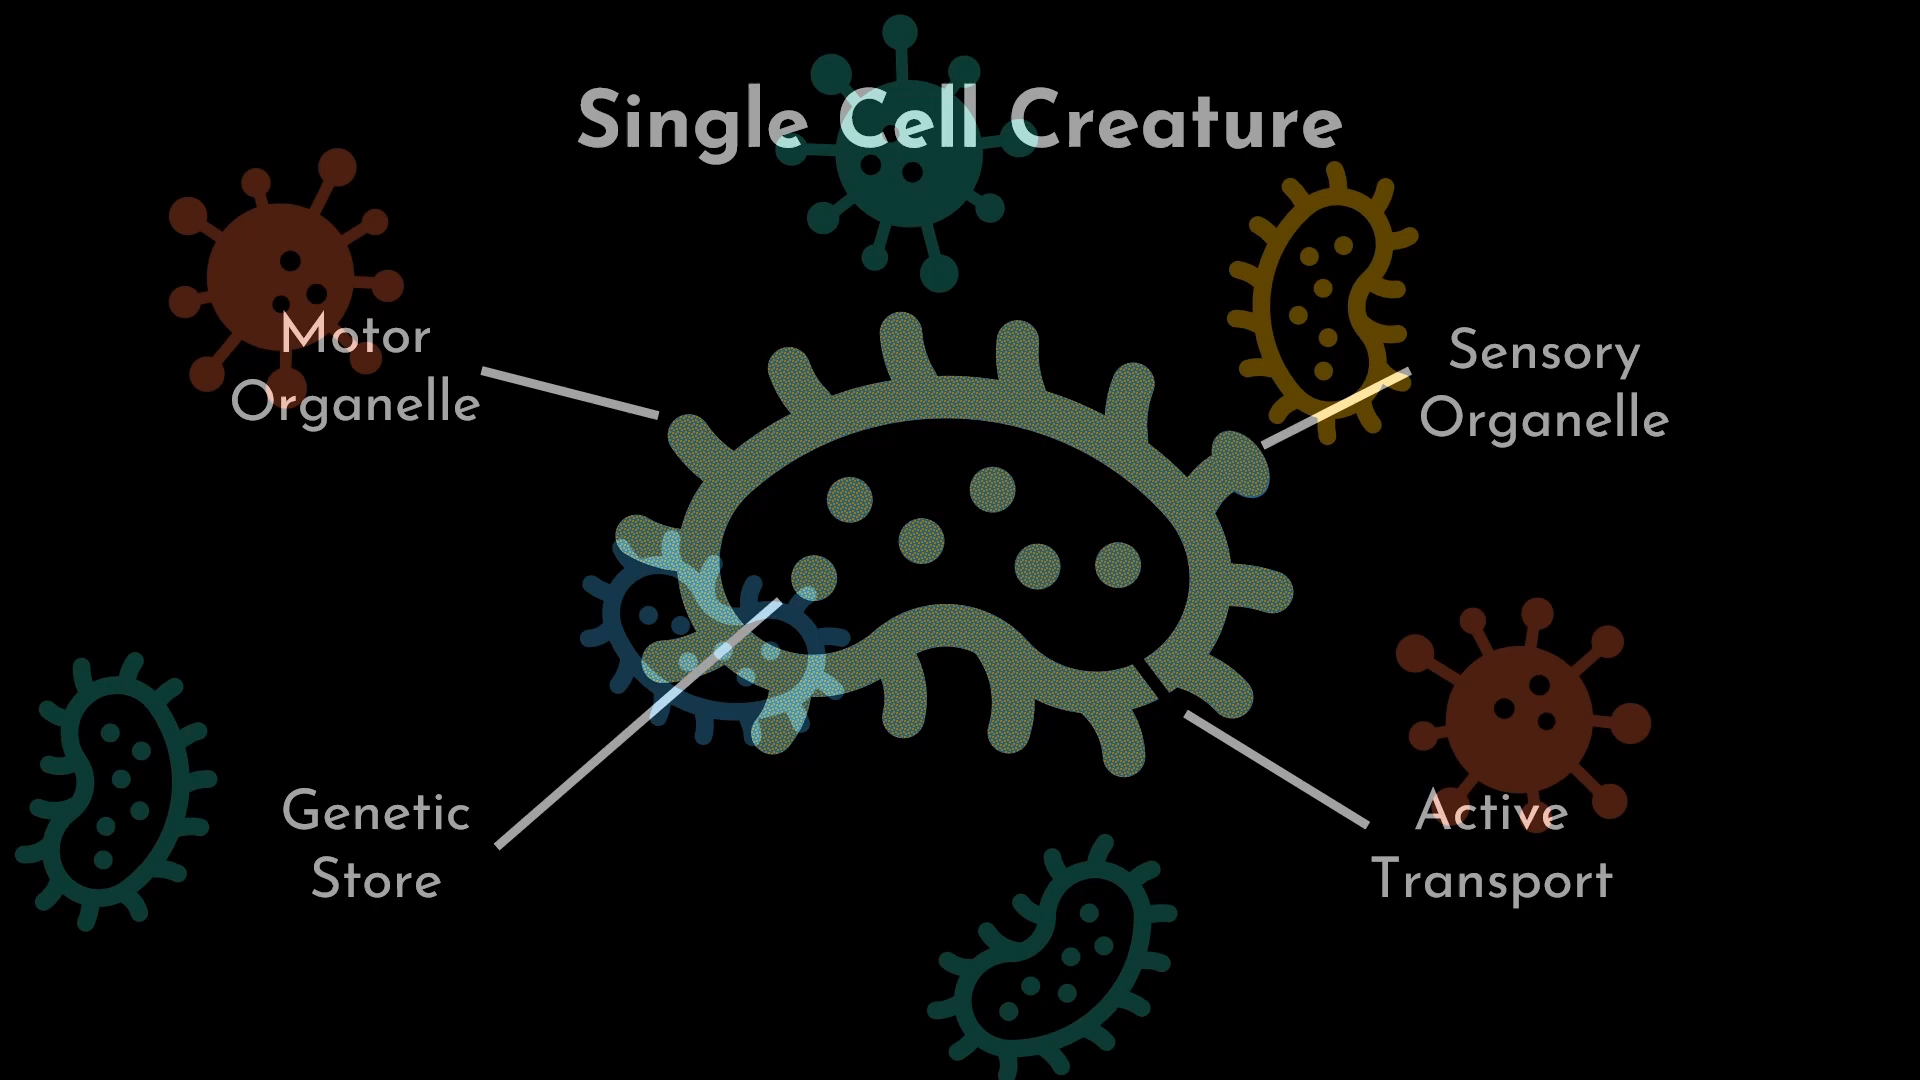 Single Cell Creature
Motor
Organelle
Sensory
Organelle
Genetic
Store
Active
Transport